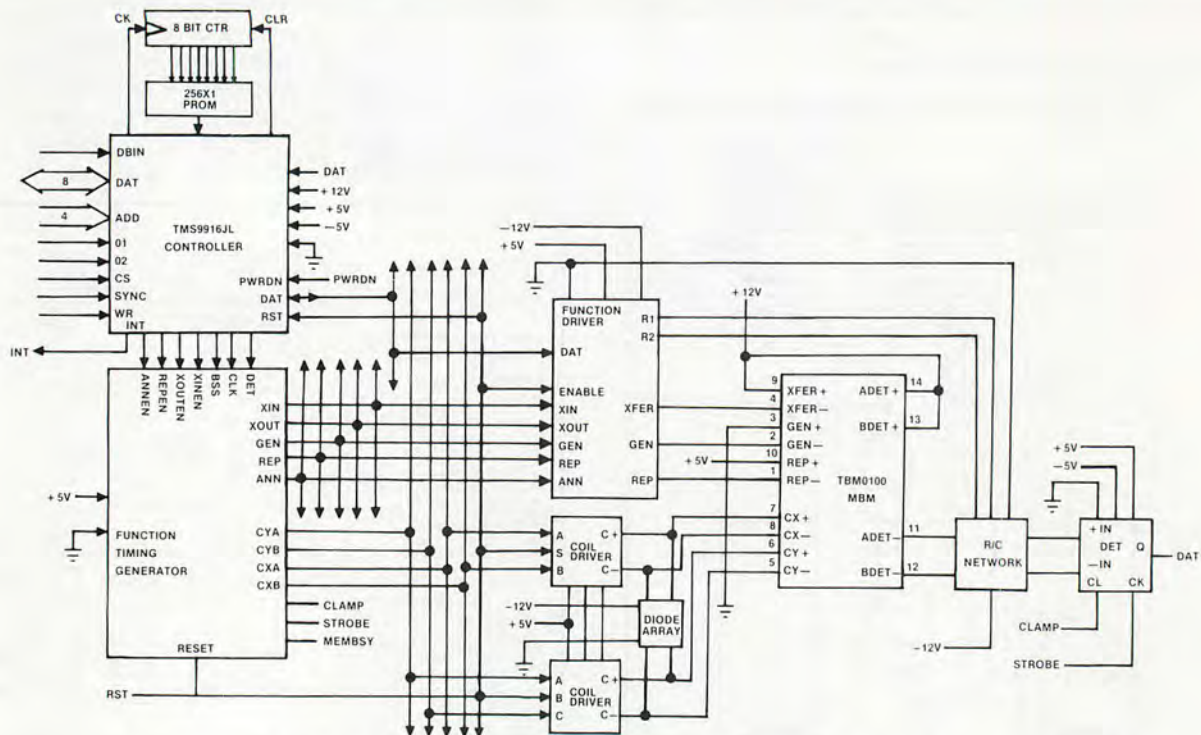 CK
8 BIT CTR
CLR
256X1
PROM
DBIN
8
DAT
4
ADD
01
02
CS
SYNC
WR
INT
TMS9916JL
CONTROLLER
DAT
+12V
+5V
−5V
PWRDN
PWRDN
DAT
RST
INT
ANNEN
REPEN
XOUTEN
XINEN
BSS
CLK
DET
XIN
XOUT
GEN
REP
ANN
+5V
FUNCTION
TIMING
GENERATOR
CYA
CYB
CXA
CXB
CLAMP
STROBE
MEMBSY
RESET
RST
−12V
+5V
FUNCTION
DRIVER
R1
R2
DAT
ENABLE
XIN
XOUT
GEN
REP
ANN
XFER
GEN
REP
A
S
B
COIL
DRIVER
C+
C−
−12V
+5V
DIODE
ARRAY
A
B
C
COIL
DRIVER
C+
C−
+12V
+5V
9 XFER+
4 XFER−
3 GEN+
2 GEN−
10 REP+
1 REP−
7 CX+
8 CX−
6 CY+
5 CY−
TBM0100
MBM
ADET+ 14
BDET+ 13
ADET− 11
BDET− 12
R/C
NETWORK
−12V
+5V
−5V
+IN
DET Q
−IN
CL CK
DAT
CLAMP
STROBE